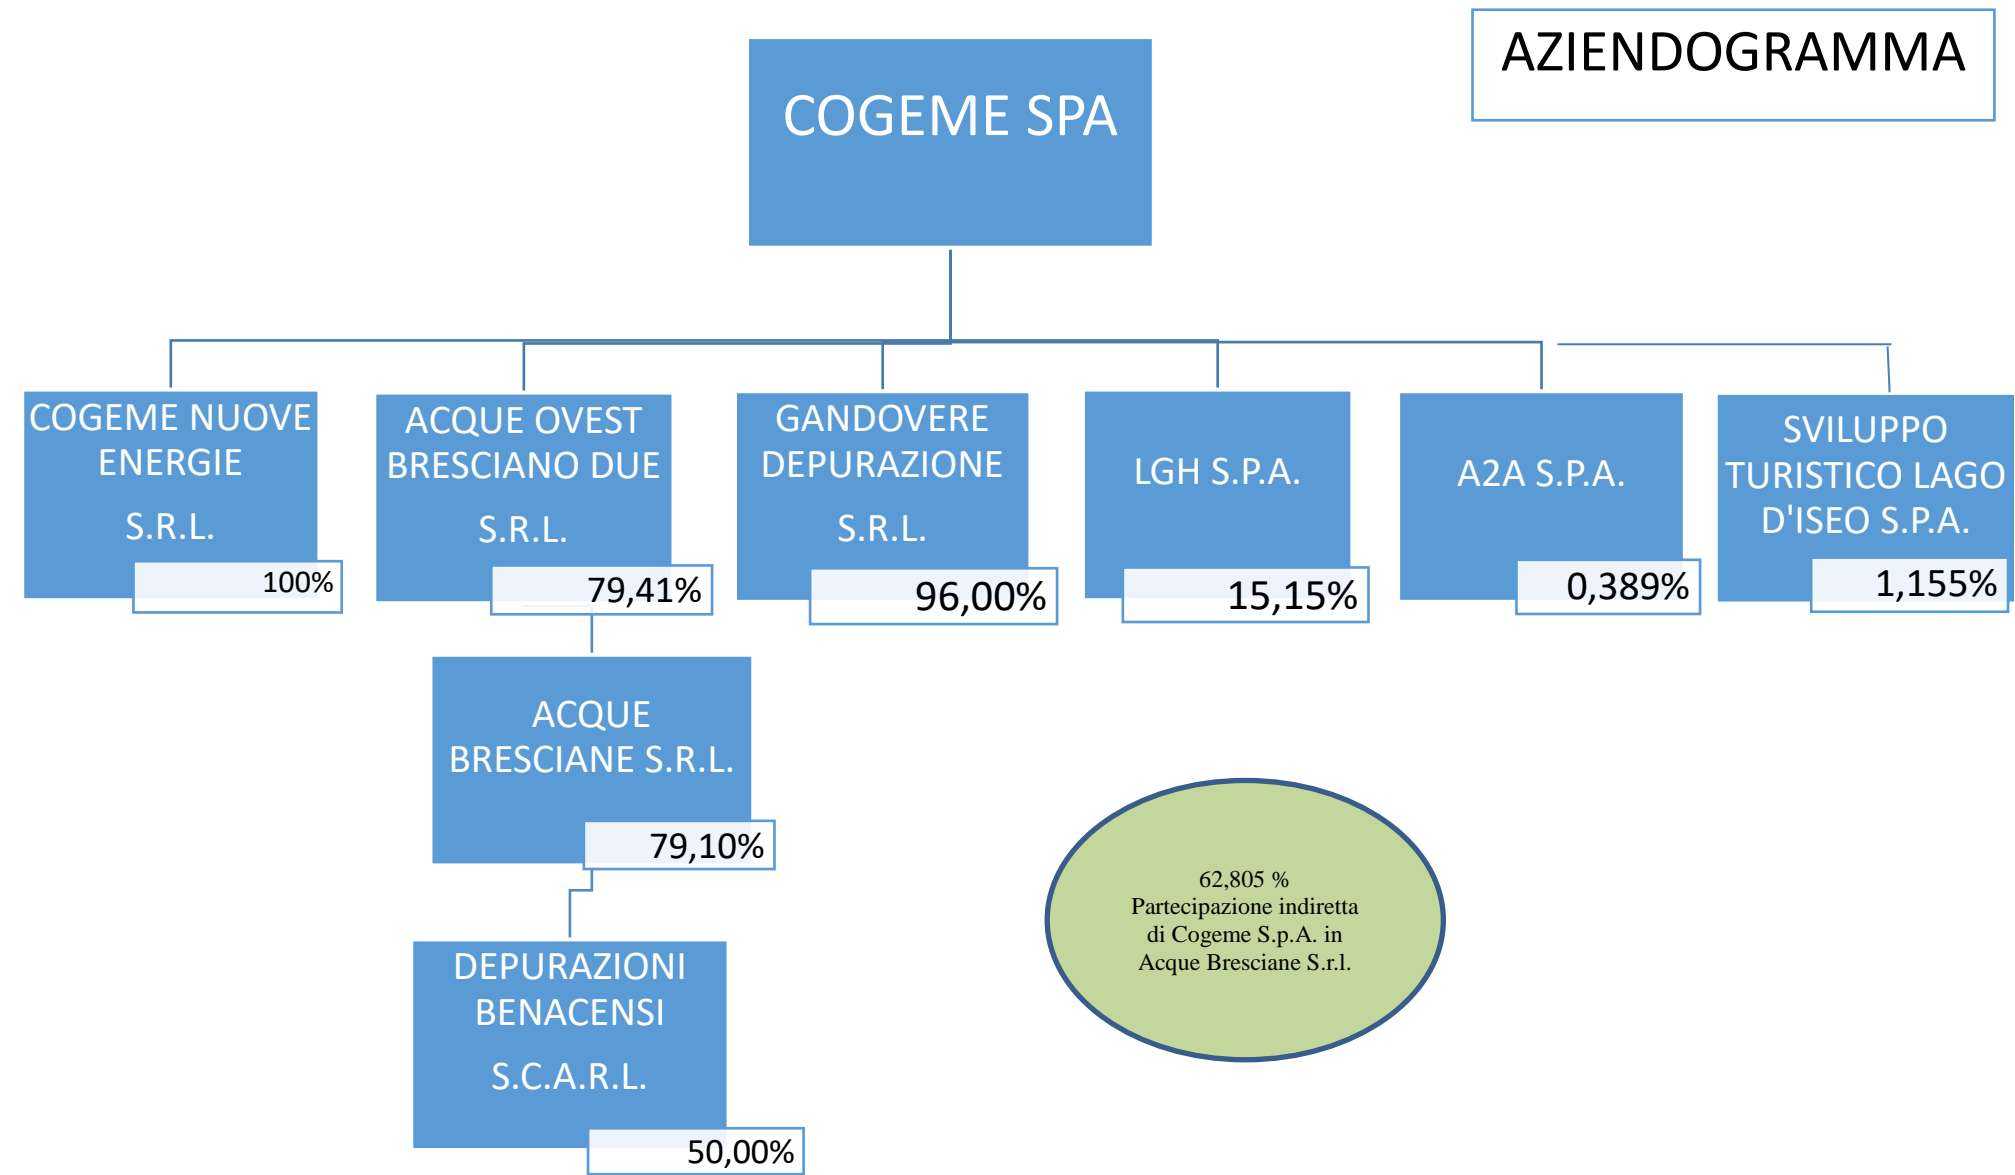 AZIENDOGRAMMA
COGEME SPA
COGEME NUOVE
ENERGIE
S.R.L.
100%
ACQUE OVEST
BRESCIANO DUE
S.R.L.
79,41%
GANDOVERE
DEPURAZIONE
S.R.L.
96,00%
LGH S.P.A.
15,15%
A2A S.P.A.
0,389%
SVILUPPO
TURISTICO LAGO
D'ISEO S.P.A.
1,155%
ACQUE
BRESCIANE S.R.L.
79,10%
DEPURAZIONI
BENACENSI
S.C.A.R.L.
50,00%
62,805 %
Partecipazione indiretta
di Cogeme S.p.A. in
Acque Bresciane S.r.l.